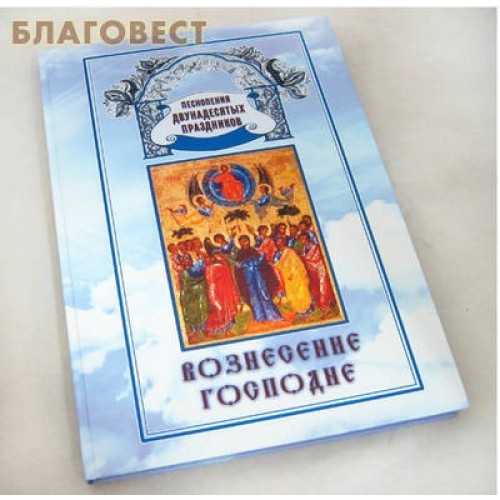 БЛАГОВЕСТ
ПЕСНОПЕНИЯ
ДВУНАДЕСЯТЫХ
ПРАЗДНИКОВ
ВОЗНЕСЕНИЕ
ГОСПОДНЕ